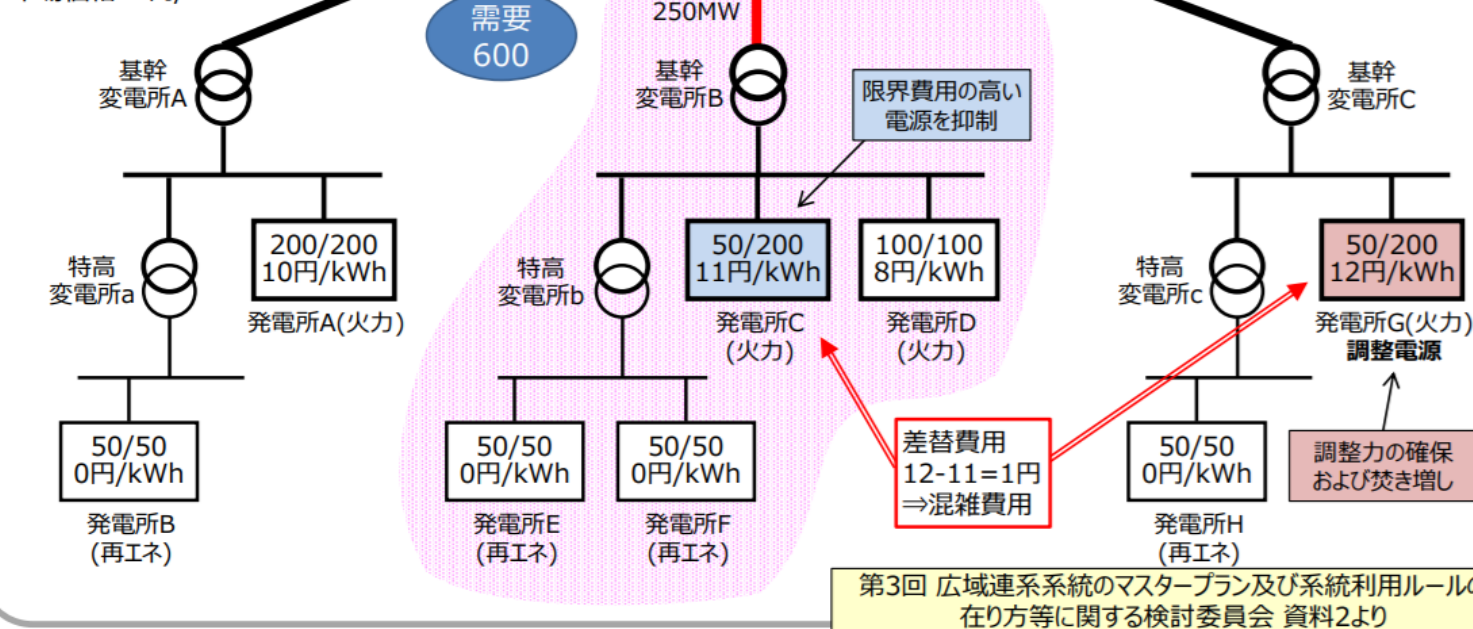 需要
600
250MW
基幹
変電所A
基幹
変電所B
限界費用の高い
電源を抑制
基幹
変電所C
特高
変電所a
200/200
10円/kWh
発電所A(火力)
特高
変電所b
50/200
11円/kWh
発電所C
(火力)
100/100
8円/kWh
発電所D
(火力)
特高
変電所c
50/200
12円/kWh
発電所G(火力)
調整電源
50/50
0円/kWh
発電所B
(再エネ)
50/50
0円/kWh
発電所E
(再エネ)
50/50
0円/kWh
発電所F
(再エネ)
差替費用
12-11=1円
⇒混雑費用
50/50
0円/kWh
発電所H
(再エネ)
調整力の確保
および焚き増し
第3回 広域連系系統のマスタープラン及び系統利用ルールの
在り方等に関する検討委員会 資料2より